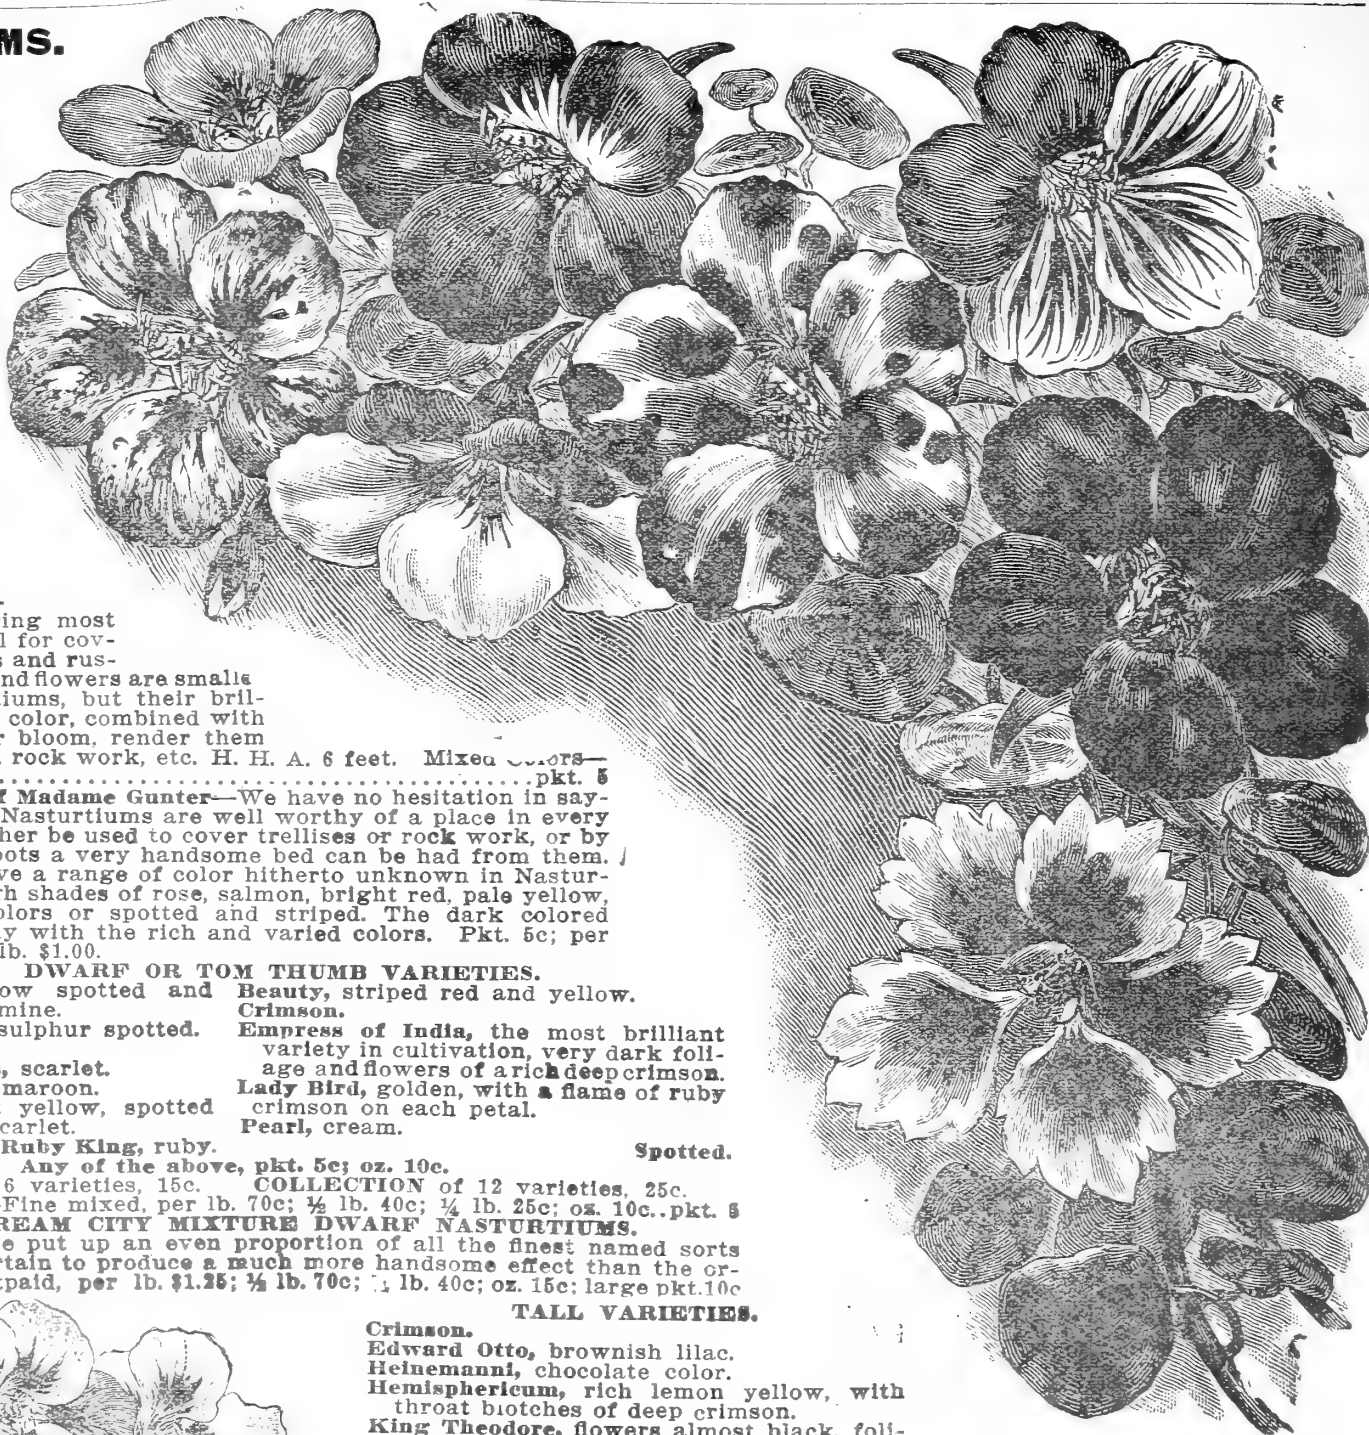 MS.
ing most
l for cov-
s and rus-
nd flowers are smalle
iums, but their bril-
color, combined with
r bloom, render them
rock work, etc. H. H. A. 6 feet. Mixed
pkt. 5
f Madame Gunter—We have no hesitation in say-
Nasturtiums are well worthy of a place in every
her be used to cover trellises or rock work, or by
ots a very handsome bed can be had from them.
ve a range of color hitherto unknown in Nastur-
h shades of rose, salmon, bright red, pale yellow,
olors or spotted and striped. The dark colored
y with the rich and varied colors. Pkt. 5c; per
lb. $1.00.
DWARF OR TOM THUMB VARIETIES.
ow spotted and
mine.
sulphur spotted.
, scarlet.
maroon.
yellow, spotted
carlet.
Ruby King, ruby.
Beauty, striped red and yellow.
Crimson.
Empress of India, the most brilliant
variety in cultivation, very dark foli-
age and flowers of a rich deep crimson.
Lady Bird, golden, with a flame of ruby
crimson on each petal.
Pearl, cream.
Spotted.
Any of the above, pkt. 5c; oz. 10c.
6 varieties, 15c. COLLECTION of 12 varieties, 25c.
Fine mixed, per lb. 70c; ½ lb. 40c; ¼ lb. 25c; oz. 10c..pkt. 5
REAM CITY MIXTURE DWARF NASTURTIUMS.
e put up an even proportion of all the finest named sorts
rtain to produce a much more handsome effect than the or-
paid, per lb. $1.25; ½ lb. 70c; lb. 40c; oz. 15c; large pkt. 10c
TALL VARIETIES.
Crimson.
Edward Otto, brownish lilac.
Heinemanni, chocolate color.
Hemisphericum, rich lemon yellow, with
throat blotches of deep crimson.
King Theodore, flowers almost black, foli-